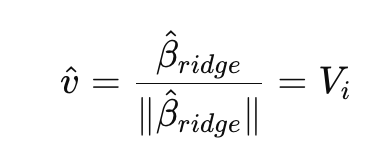 v̂ = β̂_ridge / ‖β̂_ridge‖ = V_i